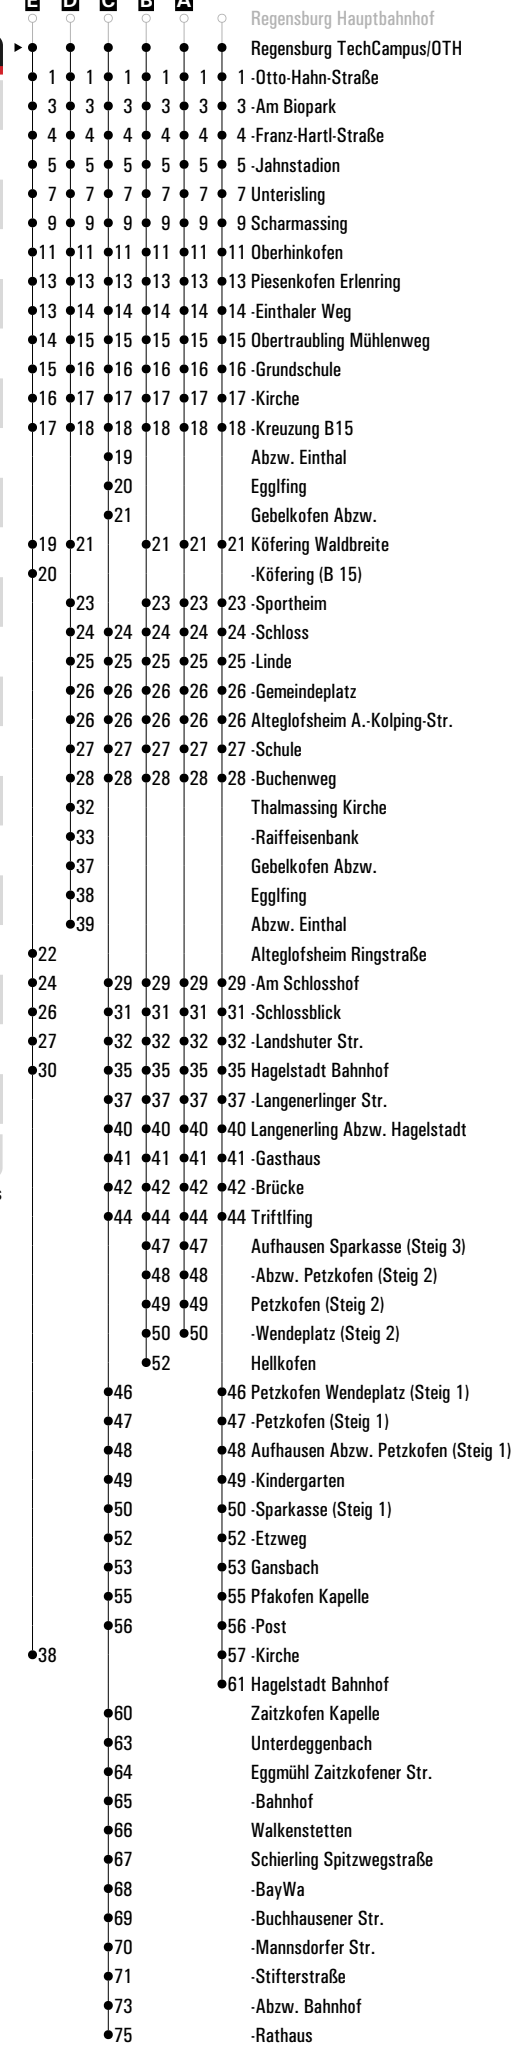 E D C B A
Regensburg Hauptbahnhof
Regensburg TechCampus/OTH
1 1 1 1 1 1 -Otto-Hahn-Straße
3 3 3 3 3 3 -Am Biopark
4 4 4 4 4 4 -Franz-Hartl-Straße
5 5 5 5 5 5 -Jahnstadion
7 7 7 7 7 7 Unterisling
9 9 9 9 9 9 Scharmassing
11 11 11 11 11 11 Oberhinkofen
13 13 13 13 13 13 Piesenkofen Erlenring
13 14 14 14 14 14 -Einthaler Weg
14 15 15 15 15 15 Obertraubling Mühlenweg
15 16 16 16 16 16 -Grundschule
16 17 17 17 17 17 -Kirche
17 18 18 18 18 18 -Kreuzung B15
19 Abzw. Einthal
20 Egglfing
21 Gebelkofen Abzw.
19 21 21 21 21 Köfering Waldbreite
20 -Köfering (B 15)
23 23 23 23 -Sportheim
24 24 24 24 24 -Schloss
25 25 25 25 25 -Linde
26 26 26 26 26 -Gemeindeplatz
26 26 26 26 26 Alteglofsheim A.-Kolping-Str.
27 27 27 27 27 -Schule
28 28 28 28 28 -Buchenweg
32 Thalmassing Kirche
33 -Raiffeisenbank
37 Gebelkofen Abzw.
38 Egglfing
39 Abzw. Einthal
22 Alteglofsheim Ringstraße
24 29 29 29 29 -Am Schlosshof
26 31 31 31 31 -Schlossblick
27 32 32 32 32 -Landshuter Str.
30 35 35 35 35 Hagelstadt Bahnhof
37 37 37 37 -Langenerlinger Str.
40 40 40 40 Langenerling Abzw. Hagelstadt
41 41 41 41 -Gasthaus
42 42 42 42 -Brücke
44 44 44 44 Triftlfing
47 47 Aufhausen Sparkasse (Steig 3)
48 48 -Abzw. Petzkofen (Steig 2)
49 49 Petzkofen (Steig 2)
50 50 -Wendeplatz (Steig 2)
52 Hellkofen
46 46 Petzkofen Wendeplatz (Steig 1)
47 47 -Petzkofen (Steig 1)
48 48 Aufhausen Abzw. Petzkofen (Steig 1)
49 49 -Kindergarten
50 50 -Sparkasse (Steig 1)
52 52 -Etzweg
53 53 Gansbach
55 55 Pfakofen Kapelle
56 56 -Post
38 57 -Kirche
61 Hagelstadt Bahnhof
60 Zaitzkofen Kapelle
63 Unterdeggenbach
64 Eggmühl Zaitzkofener Str.
65 -Bahnhof
66 Walkenstetten
67 Schierling Spitzwegstraße
68 -BayWa
69 -Buchhausener Str.
70 -Mannsdorfer Str.
71 -Stifterstraße
73 -Abzw. Bahnhof
75 -Rathaus